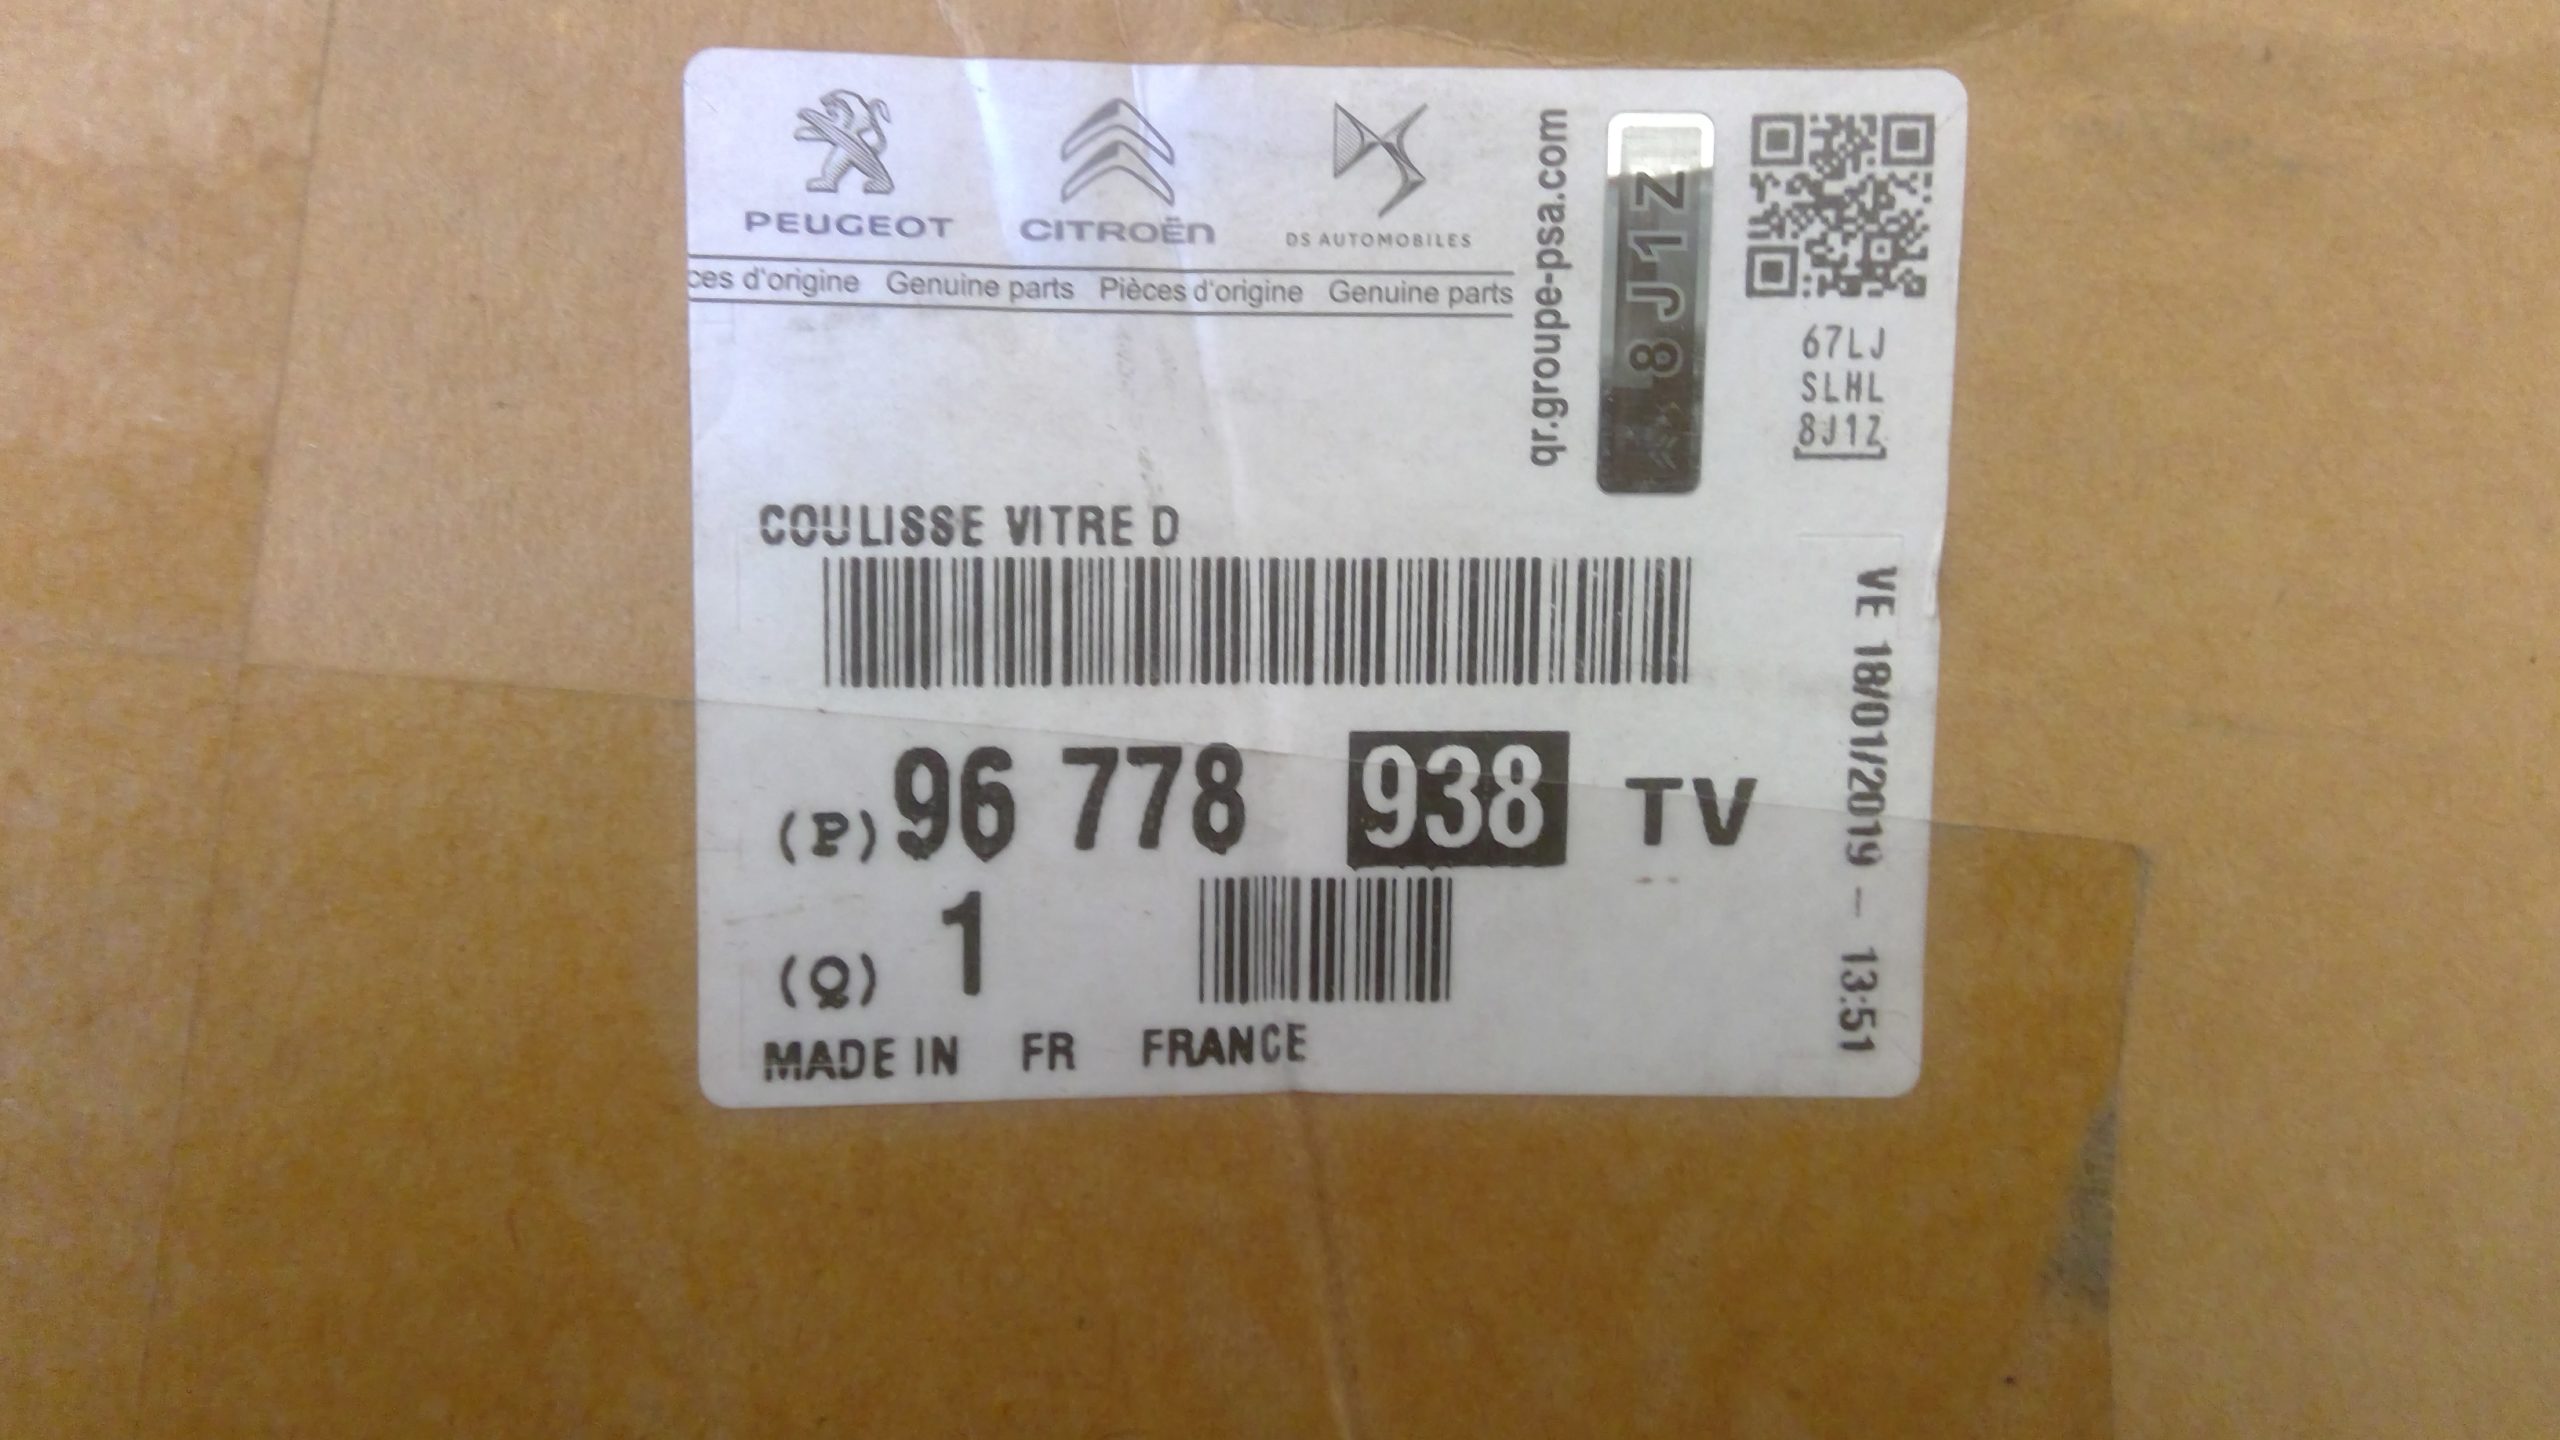 PEUGEOT CITROËN DS AUTOMOBILES
ces d'origine Genuine parts Pièces d'origine Genuine parts
qr.groupe-psa.com
8J1Z
67LJ
SLHL
8J1Z
COULISSE VITRE D
(P) 96 778 938 TV
(Q) 1
MADE IN FR FRANCE
VE 18/01/2019 - 13:51